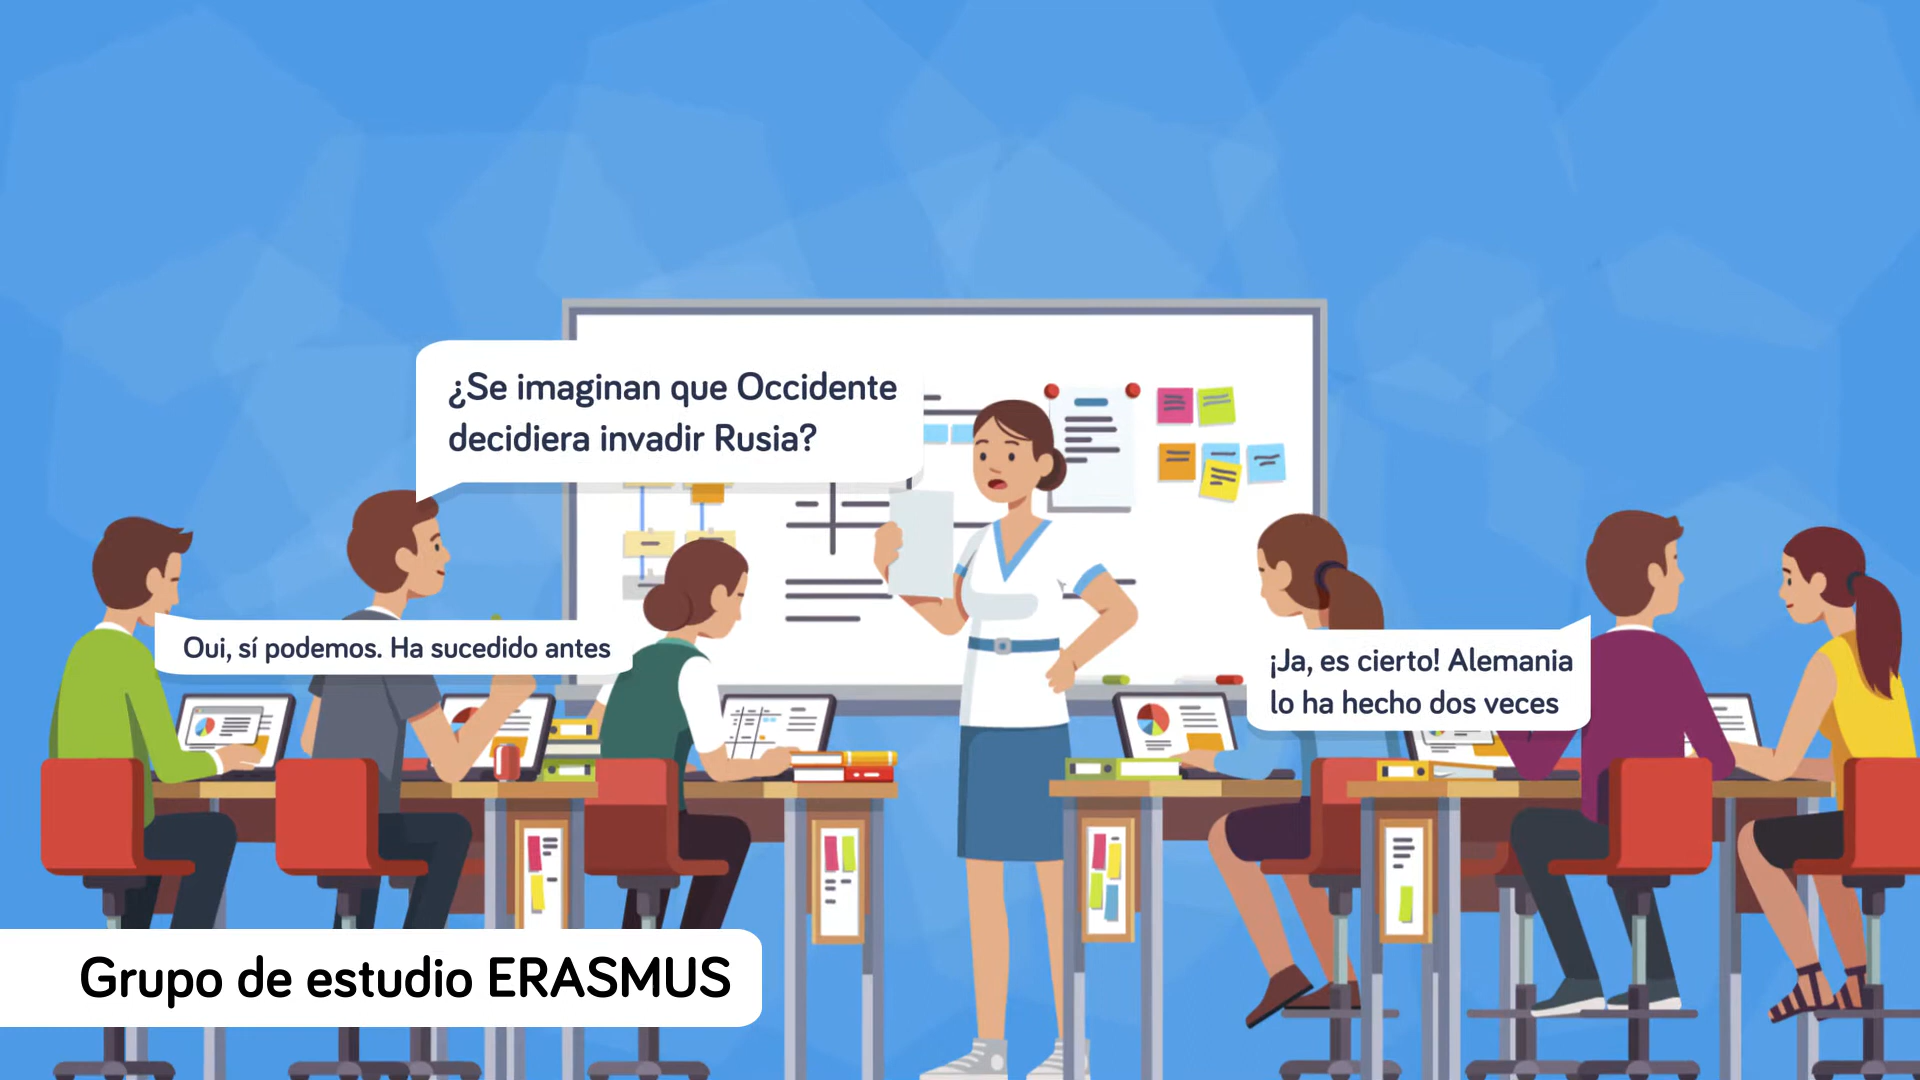 ¿Se imaginan que Occidente
decidiera invadir Rusia?
Oui, sí podemos. Ha sucedido antes
¡Ja, es cierto! Alemania
lo ha hecho dos veces
Grupo de estudio ERASMUS